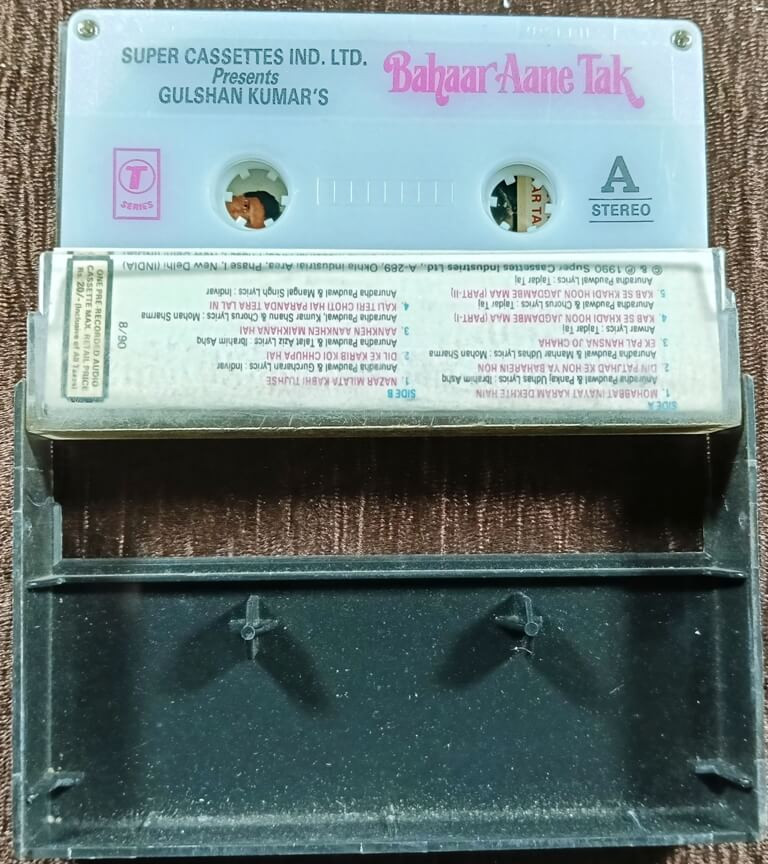 SUPER CASSETTES IND. LTD.
Presents
GULSHAN KUMAR'S
Bahaar Aane Tak
T
SERIES
A
STEREO
AR TA
SIDE A
1. MOHABBAT INAYAT KARAM DEKHTE HAIN
Anuradha Paudwal & Pankaj Udhas Lyrics : Ibrahim Ashq
2. DIN PATJHAD KE HON YA BAHAREIN HON
Anuradha Paudwal & Manhar Udhas Lyrics : Mohan Sharma
3. EK PAL HANSNA JO CHAHA
Anwar Lyrics : Tajdar Taj
4. KAB SE KHADI HOON JAGDAMBE MAA (PART-I)
Anuradha Paudwal & Chorus Lyrics : Tajdar Taj
5. KAB SE KHADI HOON JAGDAMBE MAA (PART-II)
Anuradha Paudwal Lyrics : Tajdar Taj
SIDE B
1. NAZAR MILATA KABHI TUJHSE
Anuradha Paudwal & Gurcharan Lyrics : Indivar
2. DIL KE KARIB KOI CHHUPA HAI
Anuradha Paudwal & Talat Aziz Lyrics : Ibrahim Ashq
3. AANKHEN AANKHEN MAIKHANA HAI
Anuradha Paudwal, Kumar Shanu & Chorus Lyrics : Mohan Sharma
4. KALI TERI CHOTI HAI PARANDA TERA LAL NI
Anuradha Paudwal & Mangal Singh Lyrics : Indivar
© & ℗ 1990 Super Cassettes Industries Ltd., A-289, Okhla Industrial Area, Phase I, New Delhi (INDIA)
8/90
ONE PRE-RECORDED AUDIO
CASSETTE MAX. RETAIL PRICE
Rs. 20/- (Inclusive of All Taxes)